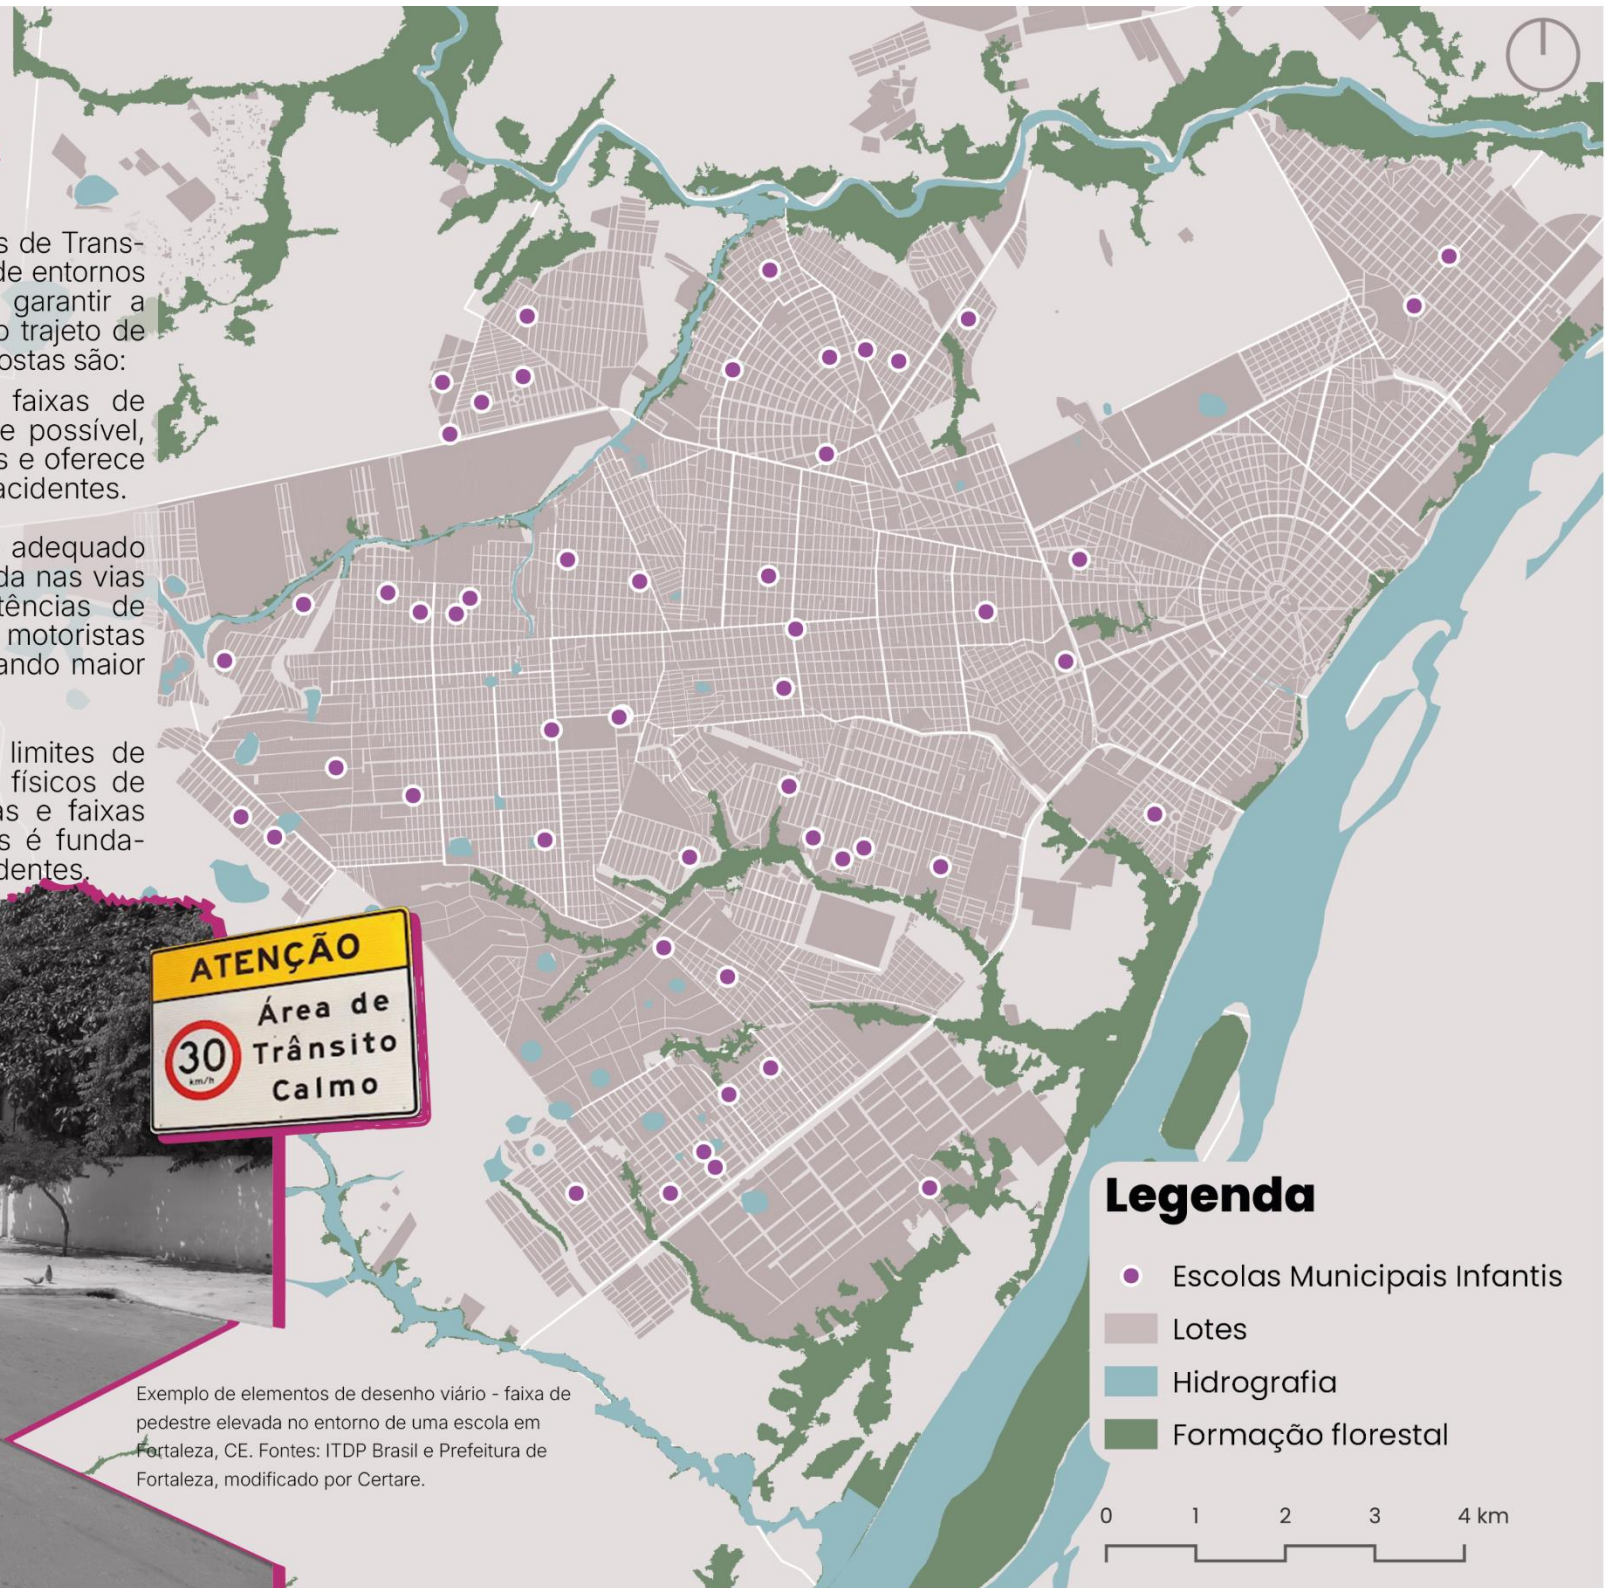 s de Trans-
de entornos
garantir a
o trajeto de
ostas são:
faixas de
e possível,
s e oferece
acidentes.
adequado
da nas vias
tências de
motoristas
ando maior
limites de
físicos de
as e faixas
s é funda-
dentes.
ATENÇÃO
Área de
30 Trânsito
km/h
Calmo
Exemplo de elementos de desenho viário - faixa de
pedestre elevada no entorno de uma escola em
Fortaleza, CE. Fontes: ITDP Brasil e Prefeitura de
Fortaleza, modificado por Certare.
Legenda
Escolas Municipais Infantis
Lotes
Hidrografia
Formação florestal
0 1 2 3 4 km